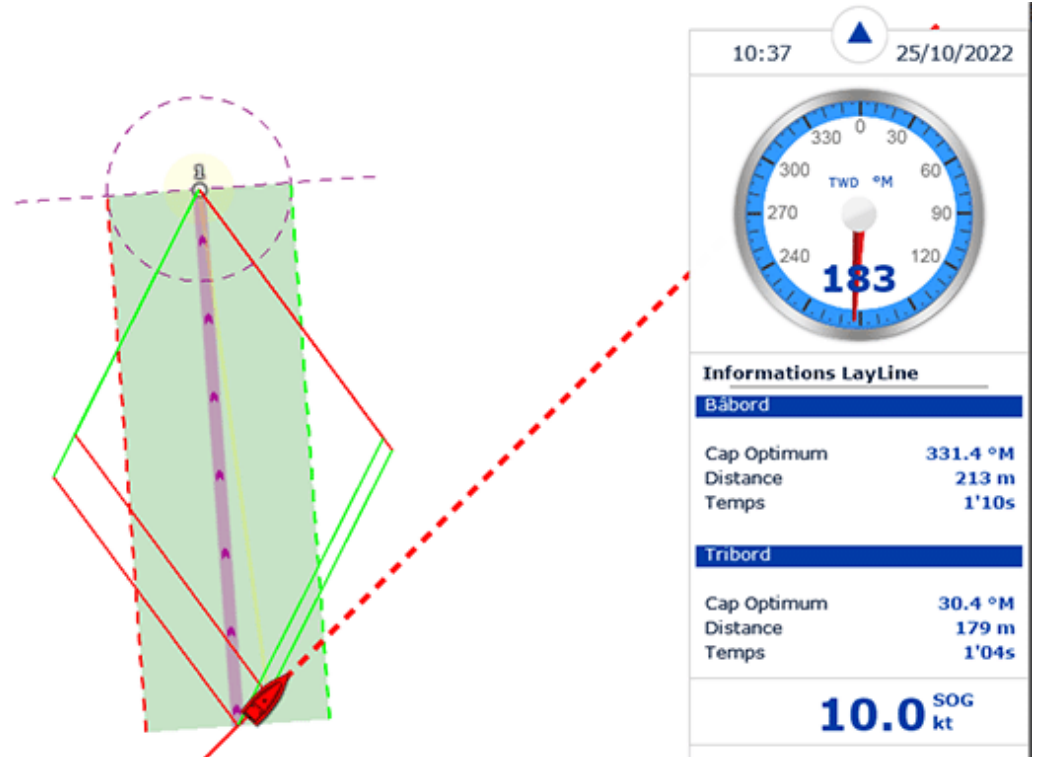 10:37 25/10/2022
1
0
330 30
300 60
TWD °M
270 90
240 120
183
Informations LayLine
Bâbord
Cap Optimum 331.4 °M
Distance 213 m
Temps 1'10s
Tribord
Cap Optimum 30.4 °M
Distance 179 m
Temps 1'04s
10.0 SOG
kt